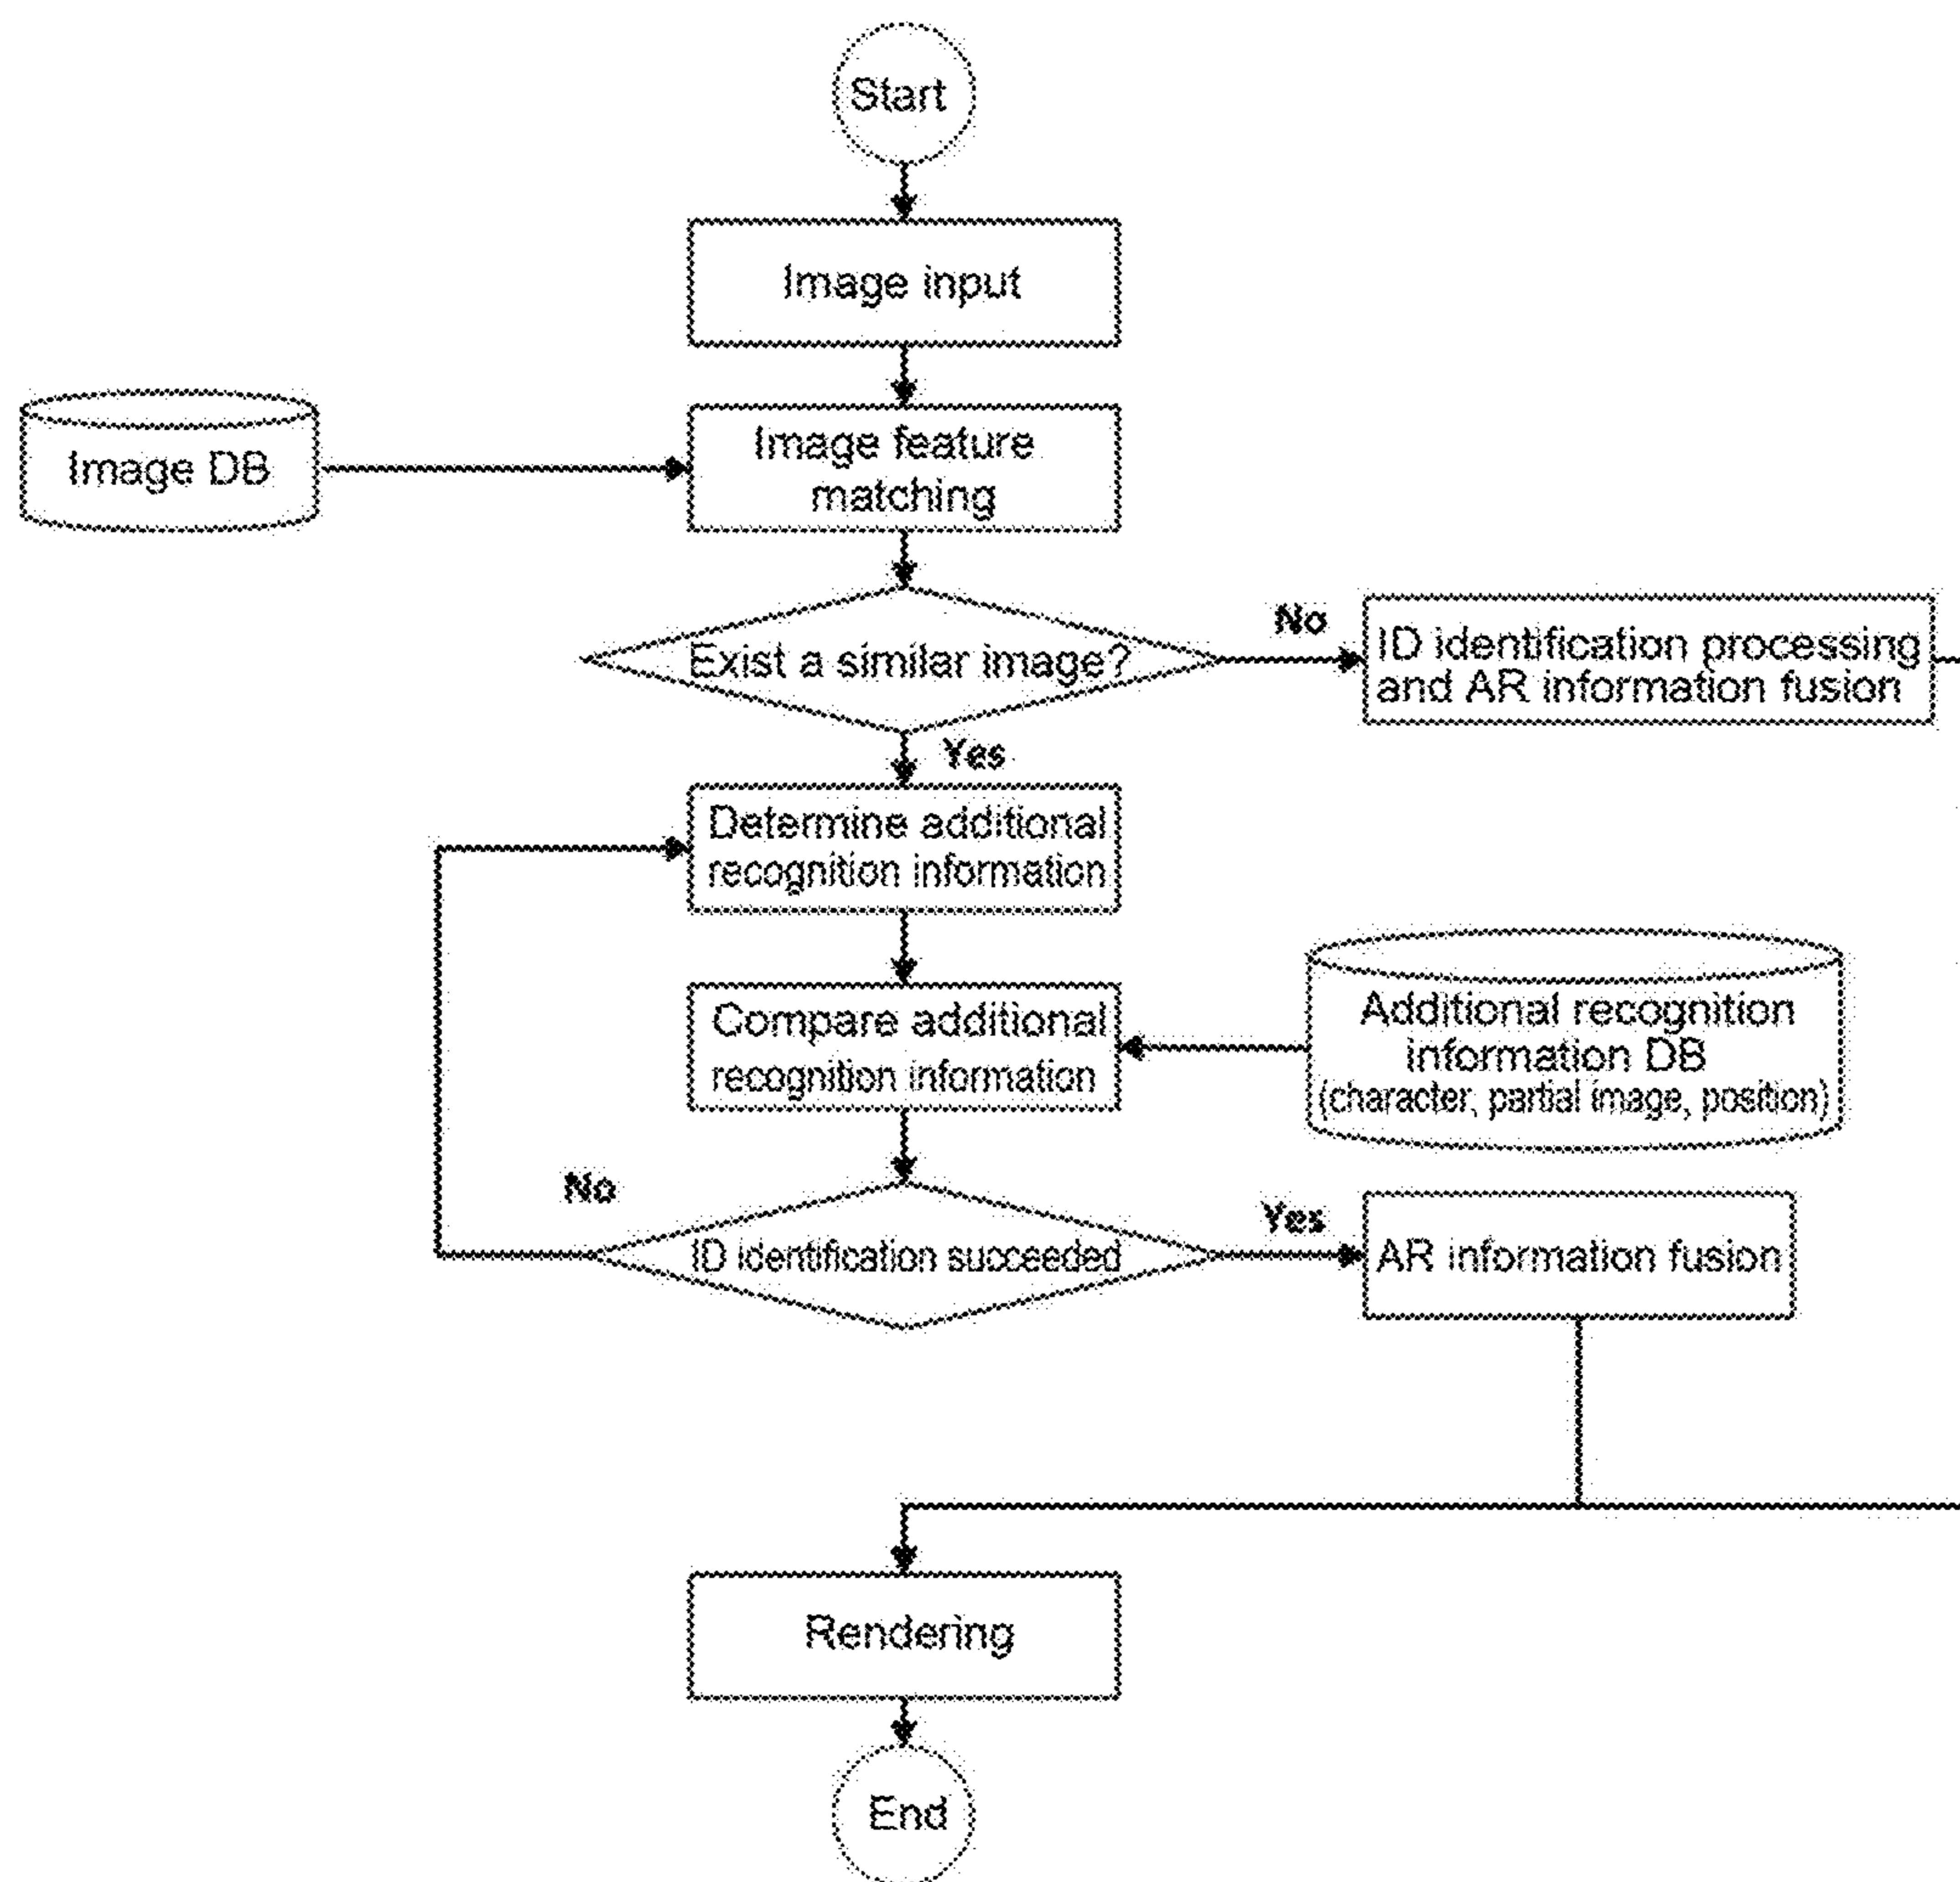 Start
Image input
Image DB
Image feature
matching
Exist a similar image?
No
ID identification processing
and AR information fusion
Yes
Determine additional
recognition information
Compare additional
recognition information
Additional recognition
information DB
(character, partial image, position)
No
ID identification succeeded
Yes
AR information fusion
Rendering
End